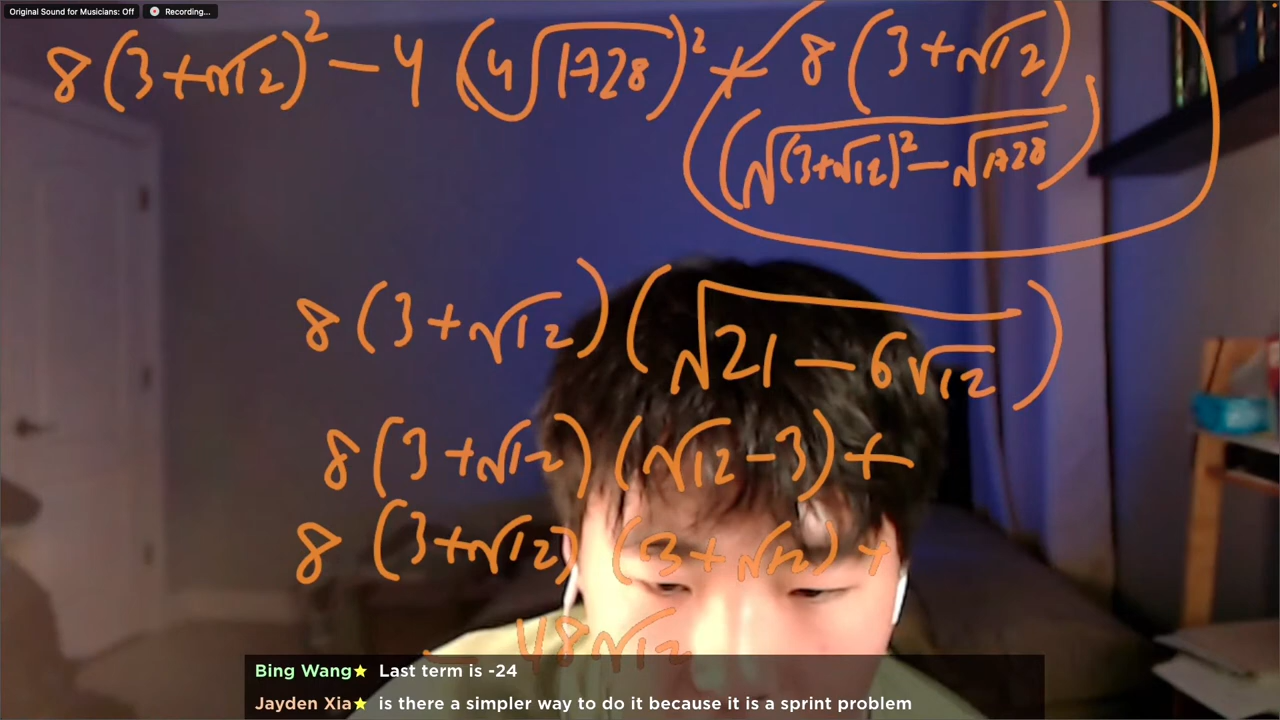 Original Sound for Musicians: Off Recording...
8(3+√12)² − 4(4√1728)² + 8(3+√12)
(√(3+√12)² − √1728)
8(3+√12)(√21 − 6√12)
8(3+√12)(√12 − 3) +
8(3+√12)(3+√12) +
- 48√12
Bing Wang Last term is -24
Jayden Xia is there a simpler way to do it because it is a sprint problem